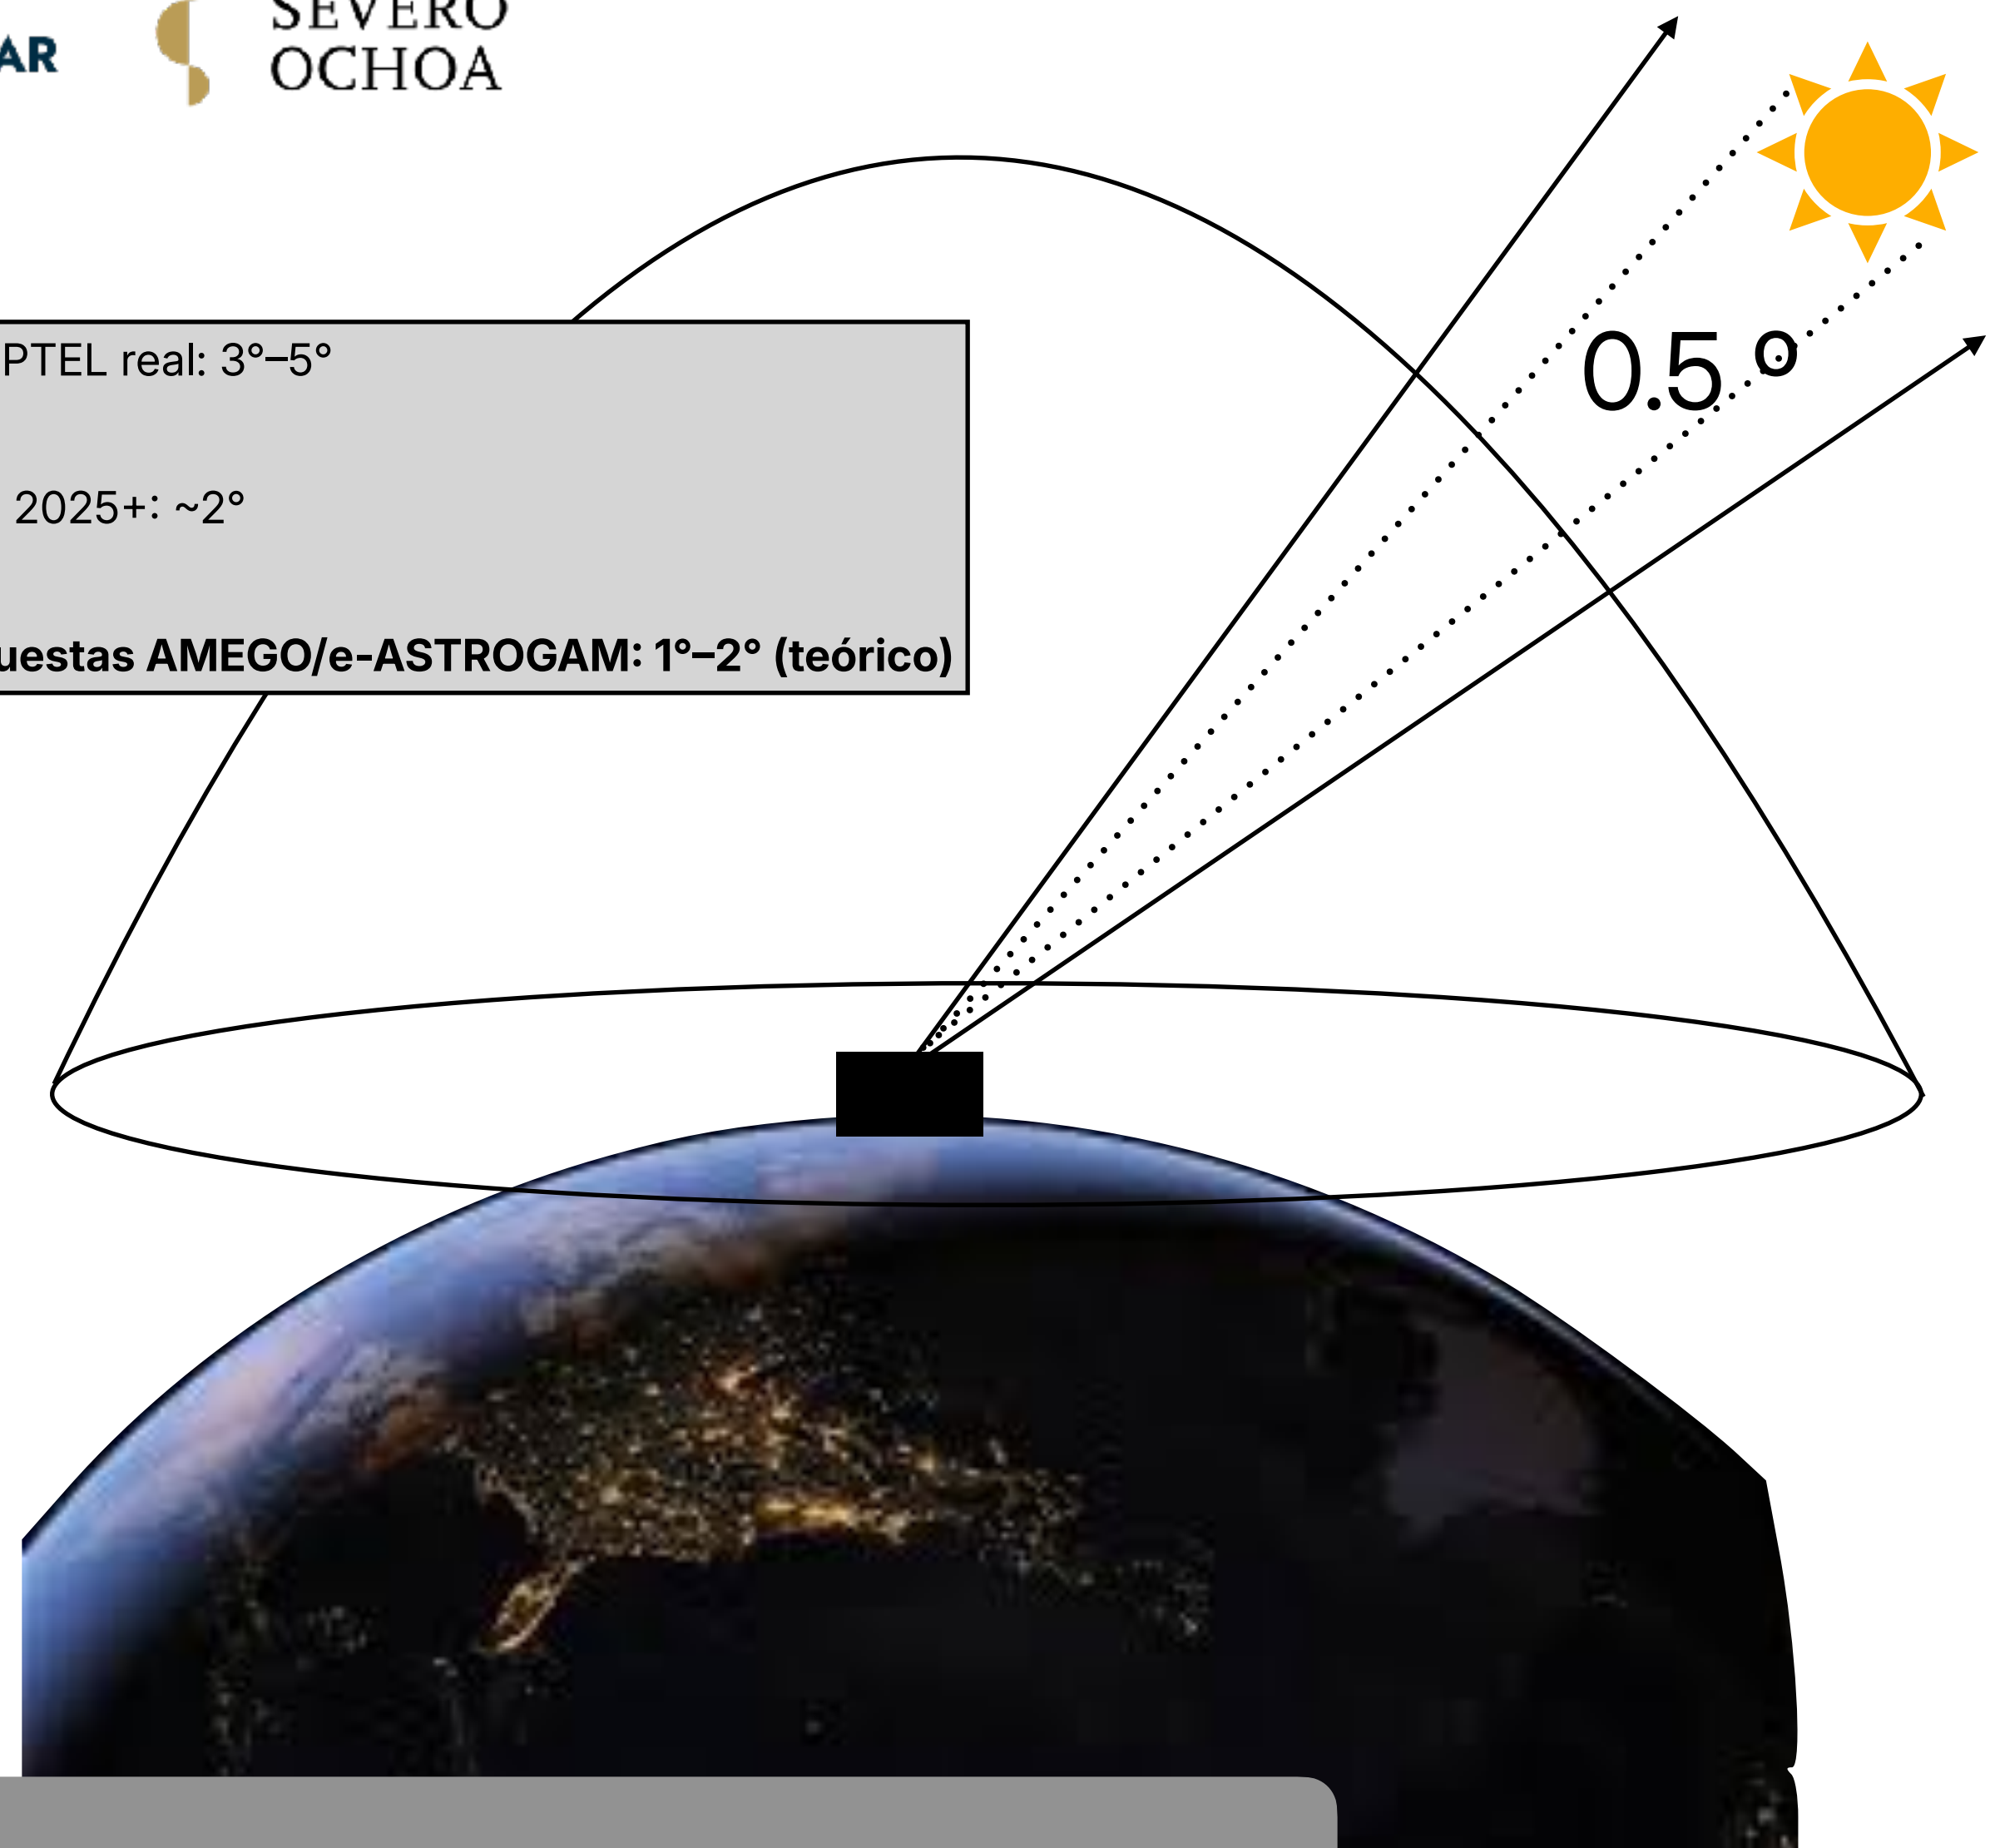 SEVERO
OCHOA
AR
0.5 º
PTEL real: 3°–5°
2025+: ~2°
uestas AMEGO/e-ASTROGAM: 1°–2° (teórico)